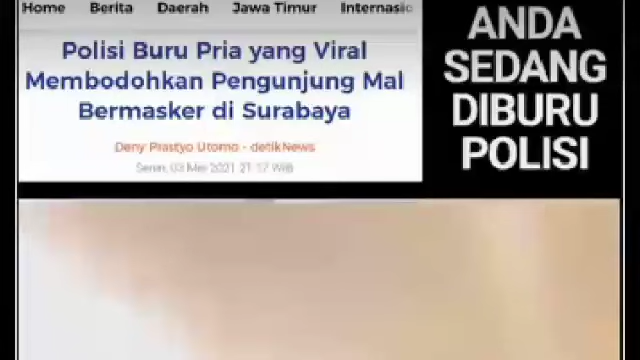 Home Berita Daerah Jawa Timur Internasio
Polisi Buru Pria yang Viral
Membodohkan Pengunjung Mal
Bermasker di Surabaya
Deny Prastyo Utomo - detikNews
Senin, 03 Mei 2021 21:17 WIB
ANDA
SEDANG
DIBURU
POLISI